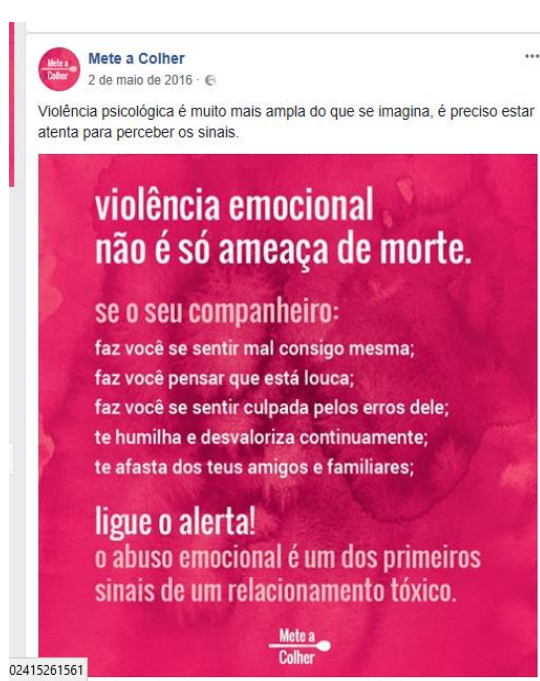 Mete a
Colher
Mete a Colher
2 de maio de 2016 ·
Violência psicológica é muito mais ampla do que se imagina, é preciso estar
atenta para perceber os sinais.
violência emocional
não é só ameaça de morte.
se o seu companheiro:
faz você se sentir mal consigo mesma;
faz você pensar que está louca;
faz você se sentir culpada pelos erros dele;
te humilha e desvaloriza continuamente;
te afasta dos teus amigos e familiares;
ligue o alerta!
o abuso emocional é um dos primeiros
sinais de um relacionamento tóxico.
Mete a
Colher
02415261561